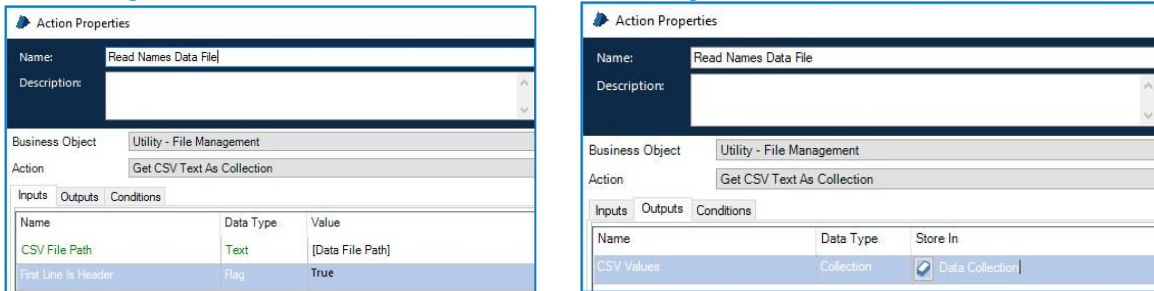 Action Properties
Name: Read Names Data File
Description:
Business Object Utility - File Management
Action Get CSV Text As Collection
Inputs Outputs Conditions
Name Data Type Value
CSV File Path Text [Data File Path]
First Line Is Header Flag True
Action Properties
Name: Read Names Data File
Description:
Business Object Utility - File Management
Action Get CSV Text As Collection
Inputs Outputs Conditions
Name Data Type Store In
CSV Values Collection Data Collection